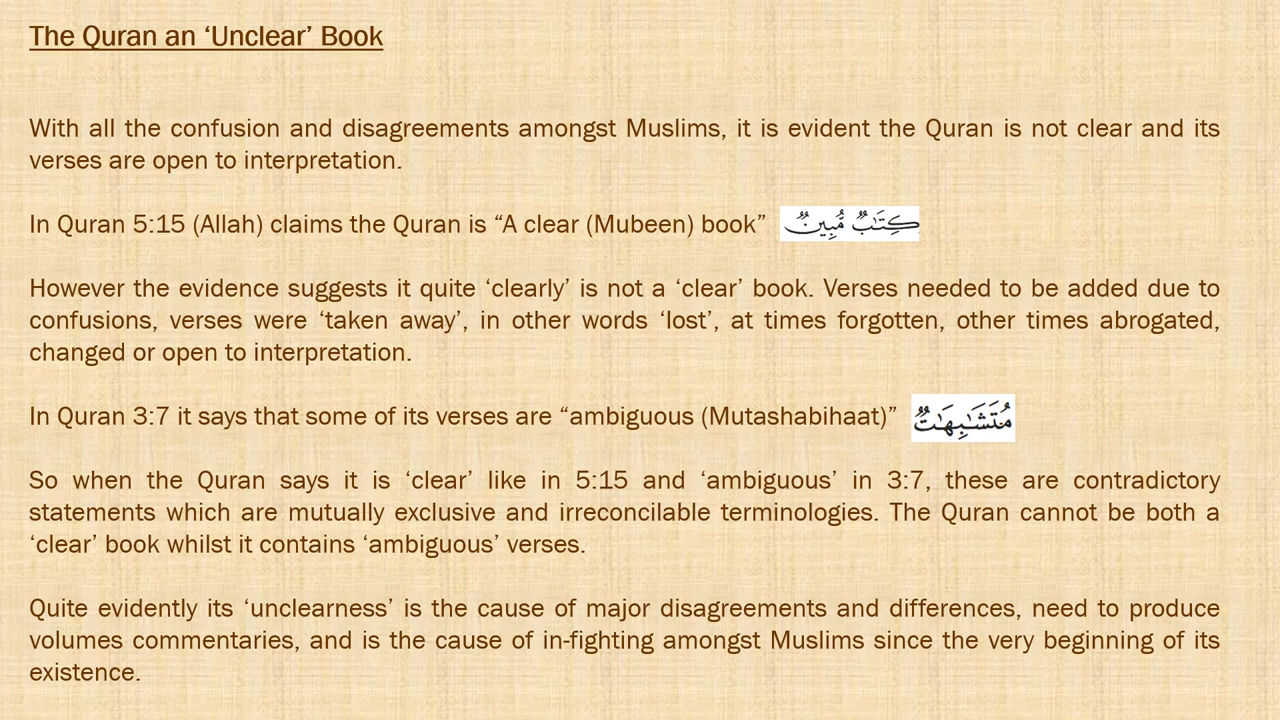 The Quran an ‘Unclear’ Book
With all the confusion and disagreements amongst Muslims, it is evident the Quran is not clear and its
verses are open to interpretation.
In Quran 5:15 (Allah) claims the Quran is “A clear (Mubeen) book” كِتَٰبٌ مُّبِينٌ
However the evidence suggests it quite ‘clearly’ is not a ‘clear’ book. Verses needed to be added due to
confusions, verses were ‘taken away’, in other words ‘lost’, at times forgotten, other times abrogated,
changed or open to interpretation.
In Quran 3:7 it says that some of its verses are “ambiguous (Mutashabihaat)” مُتَشَٰبِهَٰتٌ
So when the Quran says it is ‘clear’ like in 5:15 and ‘ambiguous’ in 3:7, these are contradictory
statements which are mutually exclusive and irreconcilable terminologies. The Quran cannot be both a
‘clear’ book whilst it contains ‘ambiguous’ verses.
Quite evidently its ‘unclearness’ is the cause of major disagreements and differences, need to produce
volumes commentaries, and is the cause of in-fighting amongst Muslims since the very beginning of its
existence.